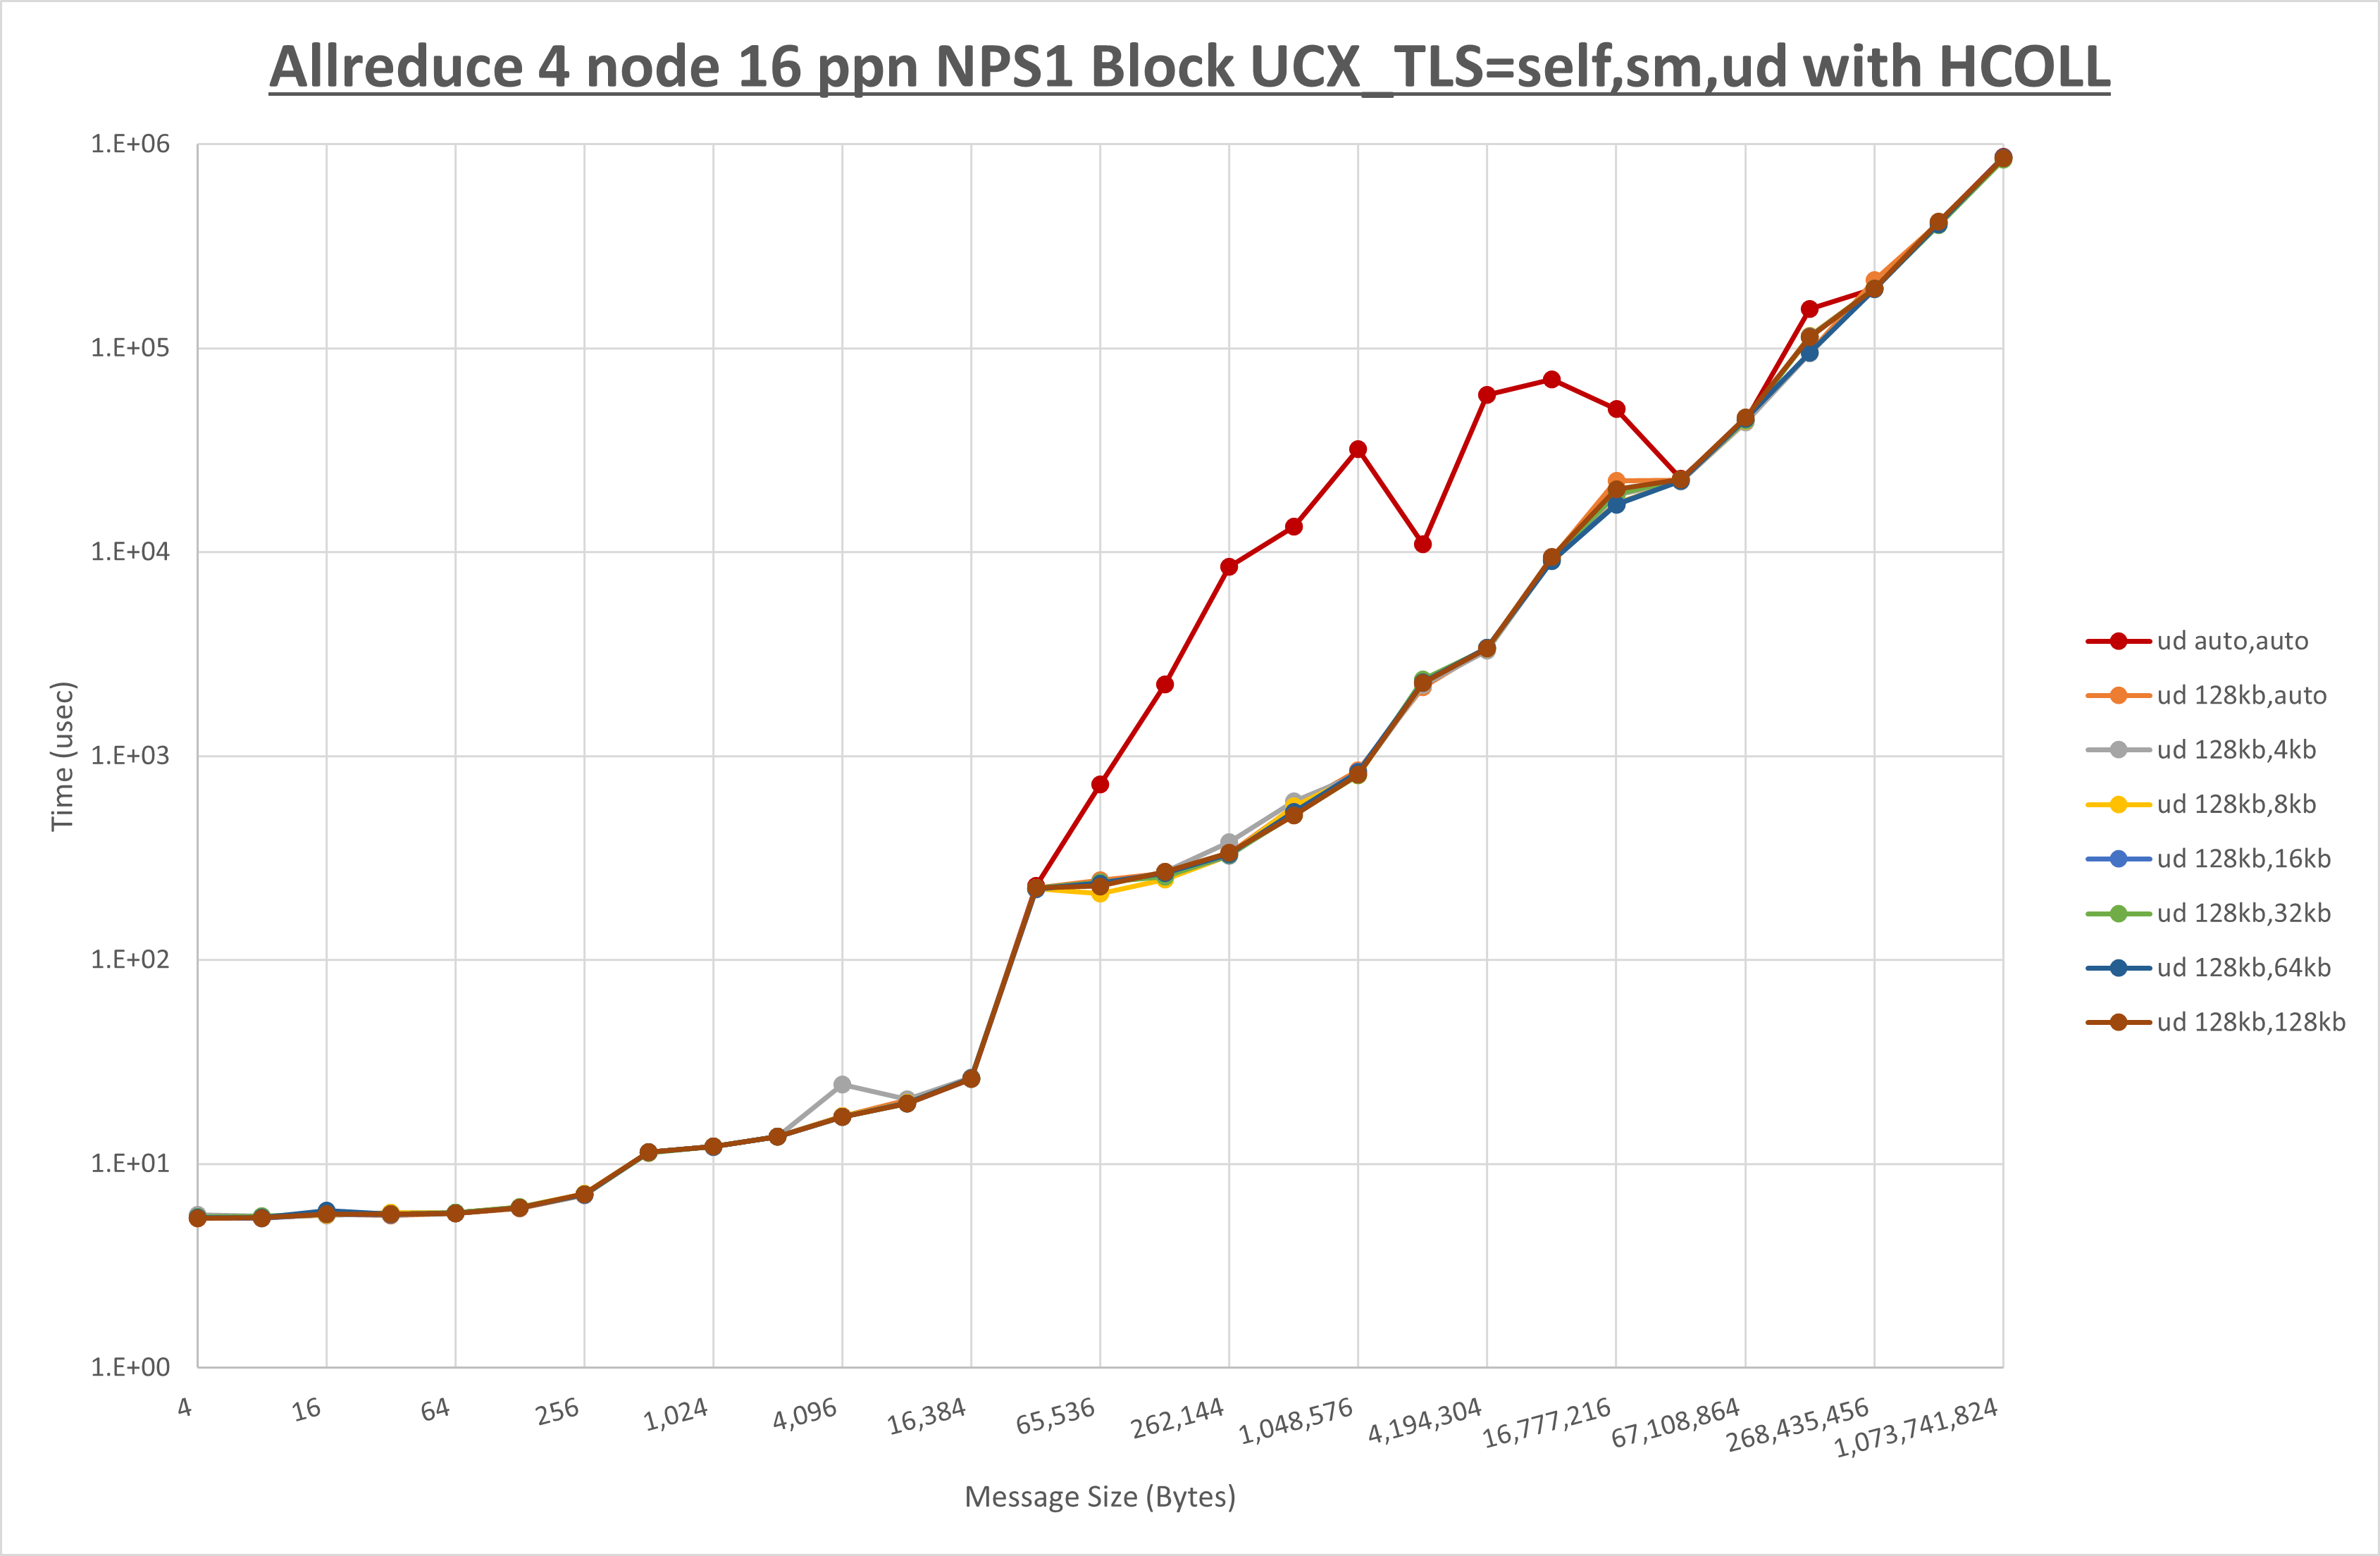 Allreduce 4 node 16 ppn NPS1 Block UCX_TLS=self,sm,ud with HCOLL
1.E+06
1.E+05
1.E+04
1.E+03
1.E+02
1.E+01
1.E+00
Time (usec)
4
16
64
256
1,024
4,096
16,384
65,536
262,144
1,048,576
4,194,304
16,777,216
67,108,864
268,435,456
1,073,741,824
Message Size (Bytes)
ud auto,auto
ud 128kb,auto
ud 128kb,4kb
ud 128kb,8kb
ud 128kb,16kb
ud 128kb,32kb
ud 128kb,64kb
ud 128kb,128kb